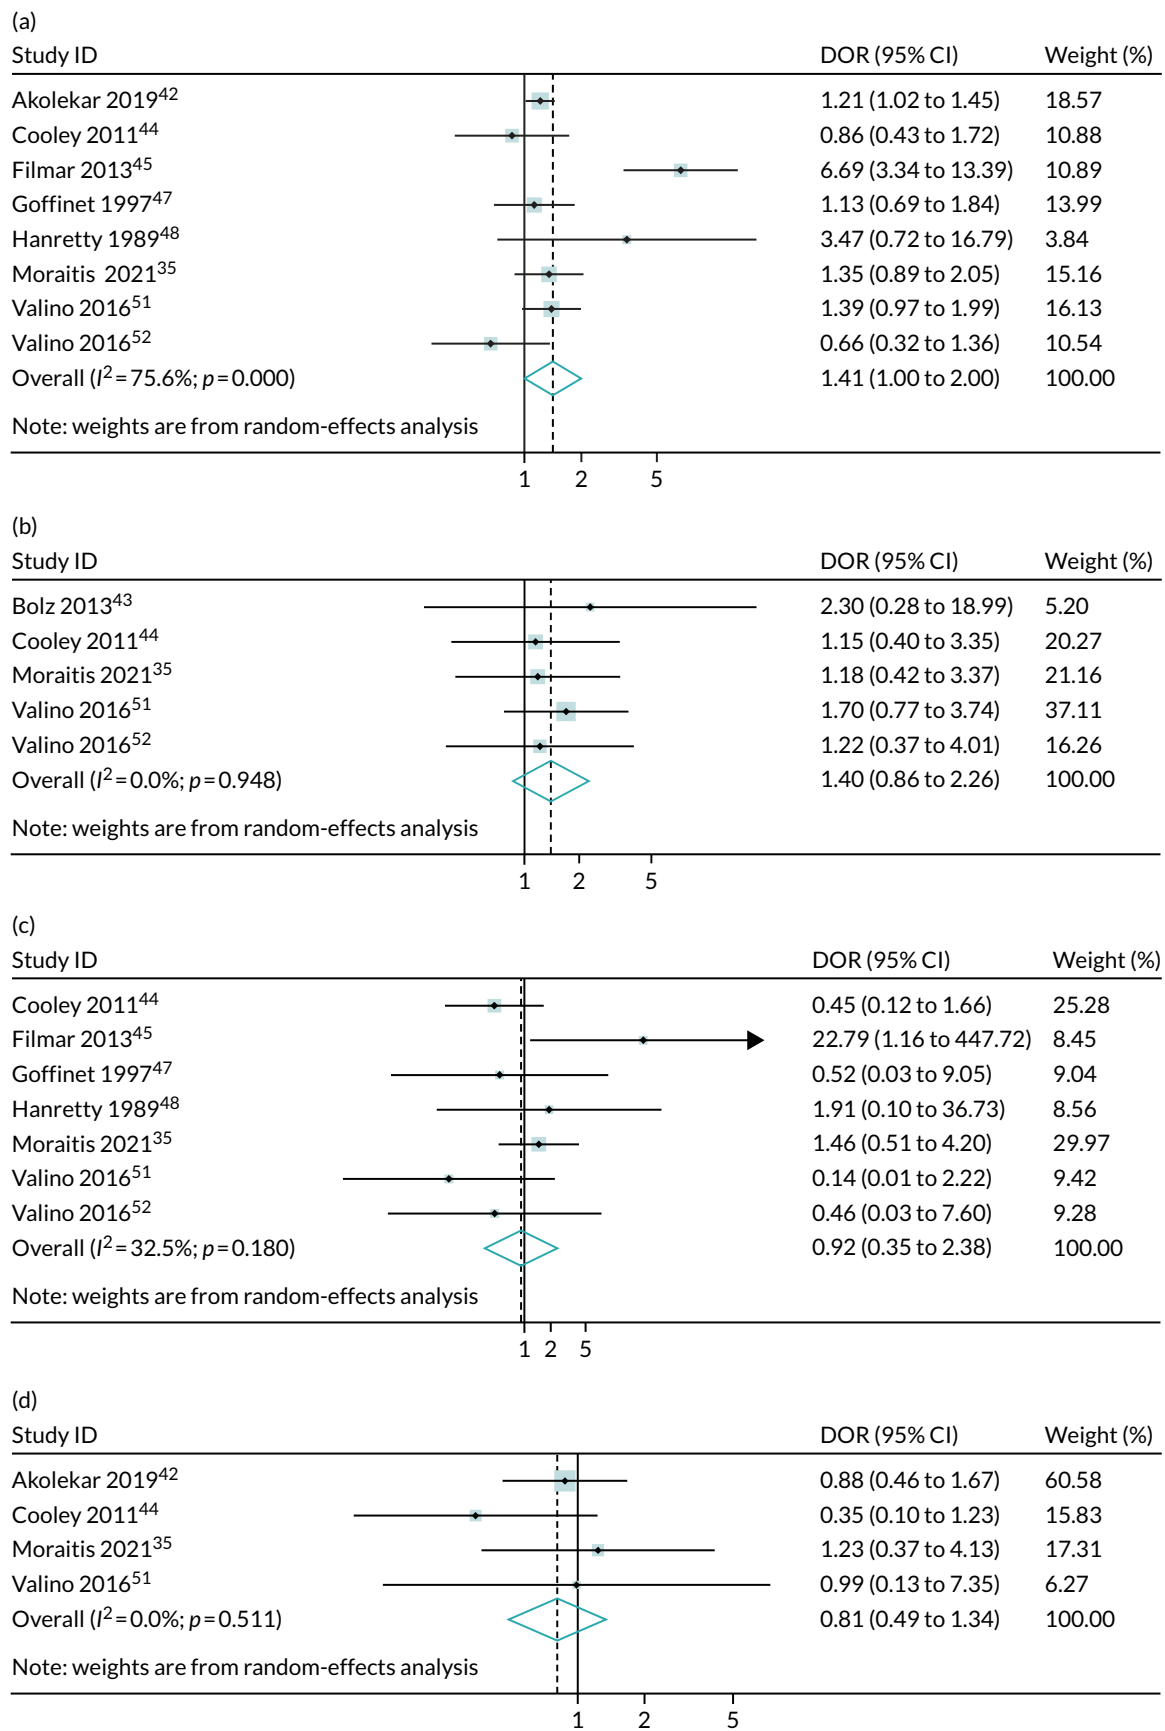 (a)
Study ID DOR (95% CI) Weight (%)
Akolekar 2019⁴² 1.21 (1.02 to 1.45) 18.57
Cooley 2011⁴⁴ 0.86 (0.43 to 1.72) 10.88
Filmar 2013⁴⁵ 6.69 (3.34 to 13.39) 10.89
Goffinet 1997⁴⁷ 1.13 (0.69 to 1.84) 13.99
Hanretty 1989⁴⁸ 3.47 (0.72 to 16.79) 3.84
Moraitis 2021³⁵ 1.35 (0.89 to 2.05) 15.16
Valino 2016⁵¹ 1.39 (0.97 to 1.99) 16.13
Valino 2016⁵² 0.66 (0.32 to 1.36) 10.54
Overall (I² = 75.6%; p = 0.000) 1.41 (1.00 to 2.00) 100.00
Note: weights are from random-effects analysis
1 2 5
(b)
Study ID DOR (95% CI) Weight (%)
Bolz 2013⁴³ 2.30 (0.28 to 18.99) 5.20
Cooley 2011⁴⁴ 1.15 (0.40 to 3.35) 20.27
Moraitis 2021³⁵ 1.18 (0.42 to 3.37) 21.16
Valino 2016⁵¹ 1.70 (0.77 to 3.74) 37.11
Valino 2016⁵² 1.22 (0.37 to 4.01) 16.26
Overall (I² = 0.0%; p = 0.948) 1.40 (0.86 to 2.26) 100.00
Note: weights are from random-effects analysis
1 2 5
(c)
Study ID DOR (95% CI) Weight (%)
Cooley 2011⁴⁴ 0.45 (0.12 to 1.66) 25.28
Filmar 2013⁴⁵ 22.79 (1.16 to 447.72) 8.45
Goffinet 1997⁴⁷ 0.52 (0.03 to 9.05) 9.04
Hanretty 1989⁴⁸ 1.91 (0.10 to 36.73) 8.56
Moraitis 2021³⁵ 1.46 (0.51 to 4.20) 29.97
Valino 2016⁵¹ 0.14 (0.01 to 2.22) 9.42
Valino 2016⁵² 0.46 (0.03 to 7.60) 9.28
Overall (I² = 32.5%; p = 0.180) 0.92 (0.35 to 2.38) 100.00
Note: weights are from random-effects analysis
1 2 5
(d)
Study ID DOR (95% CI) Weight (%)
Akolekar 2019⁴² 0.88 (0.46 to 1.67) 60.58
Cooley 2011⁴⁴ 0.35 (0.10 to 1.23) 15.83
Moraitis 2021³⁵ 1.23 (0.37 to 4.13) 17.31
Valino 2016⁵¹ 0.99 (0.13 to 7.35) 6.27
Overall (I² = 0.0%; p = 0.511) 0.81 (0.49 to 1.34) 100.00
Note: weights are from random-effects analysis
1 2 5